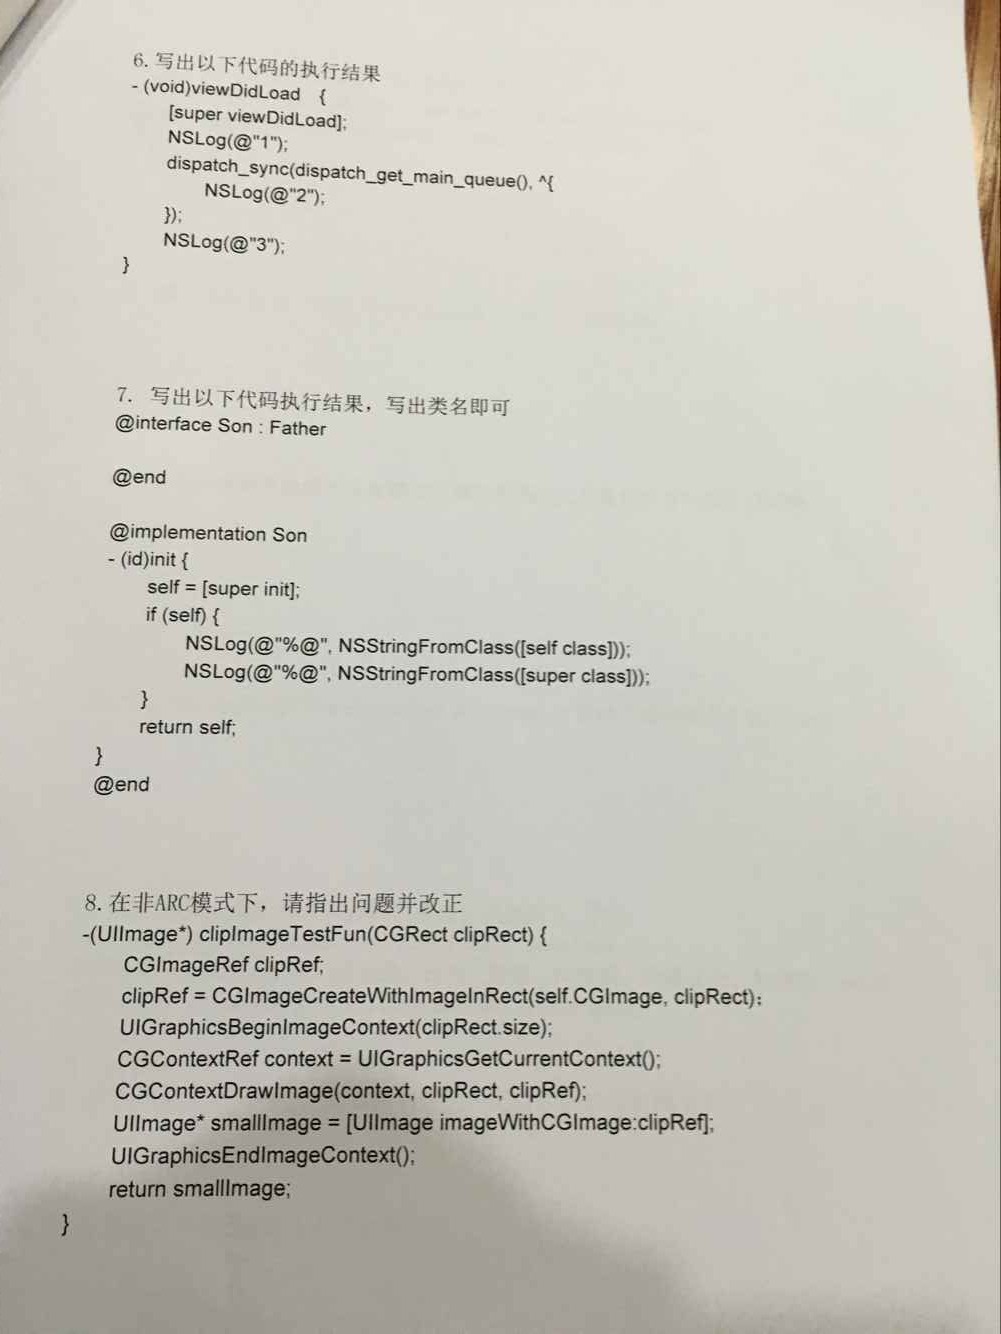 6. 写出以下代码的执行结果
- (void)viewDidLoad {
[super viewDidLoad];
NSLog(@"1");
dispatch_sync(dispatch_get_main_queue(), ^{
NSLog(@"2");
});
NSLog(@"3");
}
7. 写出以下代码执行结果，写出类名即可
@interface Son : Father
@end
@implementation Son
- (id)init {
self = [super init];
if (self) {
NSLog(@"%@", NSStringFromClass([self class]));
NSLog(@"%@", NSStringFromClass([super class]));
}
return self;
}
@end
8. 在非ARC模式下，请指出问题并改正
-(UIImage*) clipImageTestFun(CGRect clipRect) {
CGImageRef clipRef;
clipRef = CGImageCreateWithImageInRect(self.CGImage, clipRect)；
UIGraphicsBeginImageContext(clipRect.size);
CGContextRef context = UIGraphicsGetCurrentContext();
CGContextDrawImage(context, clipRect, clipRef);
UIImage* smallImage = [UIImage imageWithCGImage:clipRef];
UIGraphicsEndImageContext();
return smallImage;
}